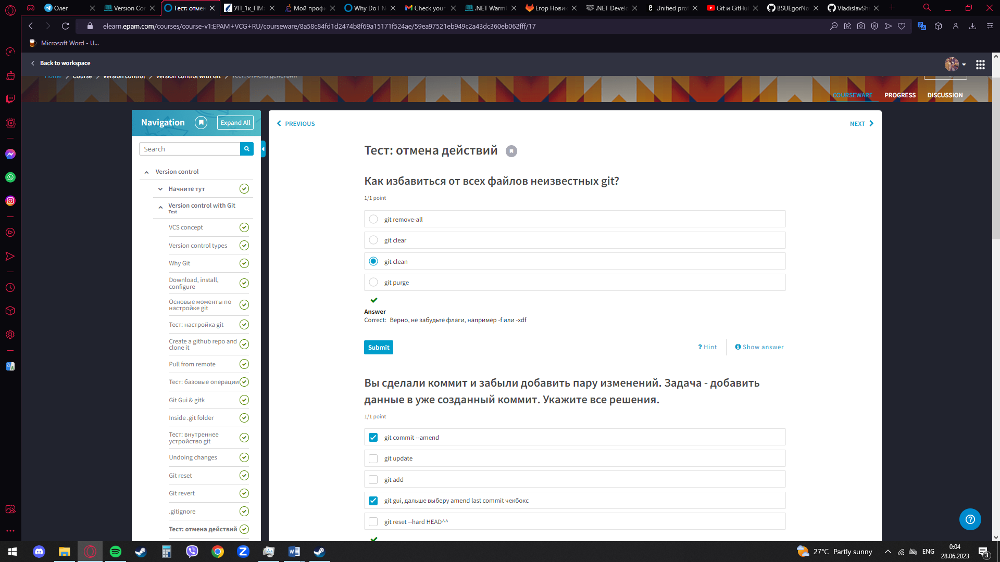 Олег
Version Co
Тест: отмен
УП_1к_ПМ
Мой проф
Why Do I N
Check your
.NET Warm
Егор Новик
.NET Devel
Unified pro
Git и GitHu
BSUEgorNo
VladislavSh
elearn.epam.com/courses/course-v1:EPAM+VCG+RU/courseware/8a58c84fd1d2474b8f69a15171f524ae/59ea97521eb949c2a43dc360eb062fff/17
Microsoft Word - U...
Back to workspace
Home
Course
Version control
Version control with Git
Тест: отмена действий
COURSEWARE
PROGRESS
DISCUSSION
Navigation
Expand All
Search
Version control
Начните тут
Version control with Git
Test
VCS concept
Version control types
Why Git
Download, install,
configure
Основые моменты по
настройке git
Тест: настройка git
Create a github repo and
clone it
Pull from remote
Тест: базовые операции
Git Gui & gitk
Inside .git folder
Тест: внутреннее
устройство git
Undoing changes
Git reset
Git revert
.gitignore
Тест: отмена действий
PREVIOUS
NEXT
Тест: отмена действий
Как избавиться от всех файлов неизвестных git?
1/1 point
git remove-all
git clear
git clean
git purge
Answer
Correct: Верно, не забудьте флаги, например -f или -xdf
Submit
? Hint
Show answer
Вы сделали коммит и забыли добавить пару изменений. Задача - добавить
данные в уже созданный коммит. Укажите все решения.
1/1 point
git commit --amend
git update
git add
git gui, дальше выберу amend last commit чекбокс
git reset --hard HEAD^^
27°C Partly sunny
ENG
0:04
28.06.2023
3